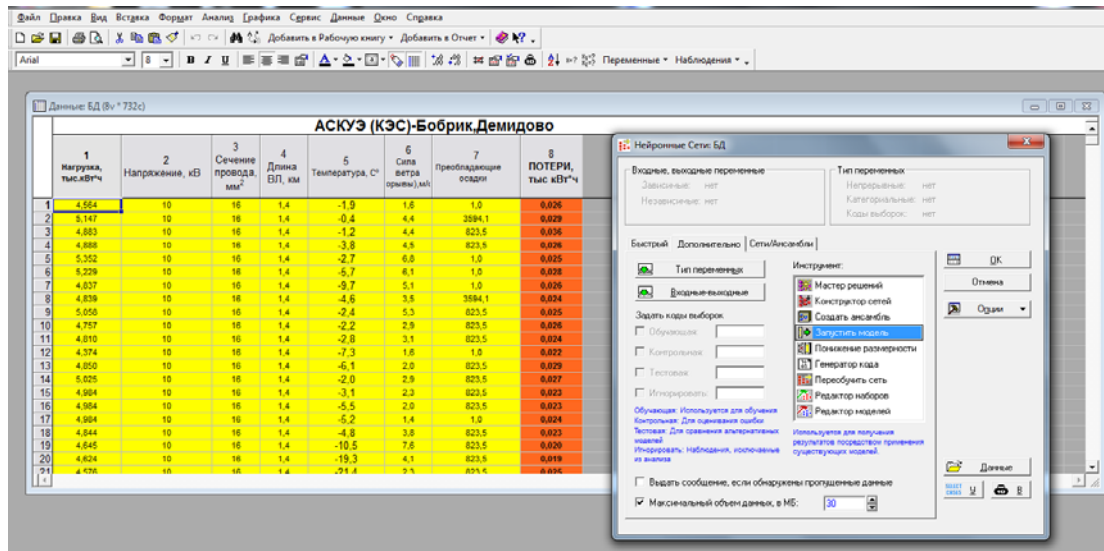 Файл Правка Вид Вставка Формат Анализ Графика Сервис Данные Окно Справка
Добавить в Рабочую книгу Добавить в Отчет
Arial 8 Ж Переменные Наблюдения
Данные: БД (8v * 732c)
АСКУЭ (КЭС)-Бобрик,Демидово
1 Нагрузка, тыс.кВт*ч 2 Напряжение, кВ 3 Сечение провода, мм2 4 Длина ВЛ, км 5 Температура, С° 6 Сила ветра 7 Преобладающие осадки 8 ПОТЕРИ, тыс кВт*ч
1 4,564 10 16 1,4 -1,9 1,6 1,0 0,026
2 5,147 10 16 1,4 -0,4 4,4 3594,1 0,029
3 4,883 10 16 1,4 -1,2 4,4 823,5 0,036
4 4,888 10 16 1,4 -3,8 4,5 823,5 0,026
5 5,352 10 16 1,4 -2,7 6,8 1,0 0,025
6 5,229 10 16 1,4 -5,7 6,1 1,0 0,028
7 4,837 10 16 1,4 -9,7 5,1 1,0 0,026
8 4,839 10 16 1,4 -4,6 3,5 3594,1 0,024
9 5,058 10 16 1,4 -2,4 5,3 823,5 0,025
10 4,757 10 16 1,4 -2,2 2,9 823,5 0,026
11 4,810 10 16 1,4 -2,8 3,1 823,5 0,024
12 4,374 10 16 1,4 -7,3 1,6 1,0 0,022
13 4,850 10 16 1,4 -6,1 2,0 823,5 0,029
14 5,025 10 16 1,4 -2,0 2,9 823,5 0,027
15 4,984 10 16 1,4 -3,1 2,3 823,5 0,023
16 4,984 10 16 1,4 -5,5 2,0 823,5 0,023
17 4,984 10 16 1,4 -5,2 1,4 1,0 0,024
18 4,844 10 16 1,4 -4,8 3,8 823,5 0,023
19 4,645 10 16 1,4 -10,5 7,6 823,5 0,020
20 4,624 10 16 1,4 -19,3 4,1 823,5 0,019
21 4,576 10 16 1,4 -21,4 2,3 823,5 0,025
Нейронные Сети: БД
Входные, выходные переменные
Зависимые: нет
Независимые: нет
Тип переменных
Непрерывные: нет
Категориальные: нет
Коды выборок: нет
Быстрый Дополнительно Сети/Ансамбли
Тип переменных
Входные-выходные
Задать коды выборок
Обучающая:
Контрольная:
Тестовая:
Игнорировать:
Обучающая: Используется для обучения
Контрольная: Для оценивания ошибки
Тестовая: Для сравнения альтернативных моделей
Игнорировать: Наблюдения, исключаемые из анализа
Инструмент:
Мастер решений
Конструктор сетей
Создать ансамбль
Запустить модель
Понижение размерности
Генератор кода
Переобучить сеть
Редактор наборов
Редактор моделей
Используется для получения
результатов посредством применения
существующих моделей.
Выдать сообщение, если обнаружены пропущенные данные
Максимальный объем данных, в МБ: 30
OK
Отмена
Опции
Данные
SELECT CASES У В